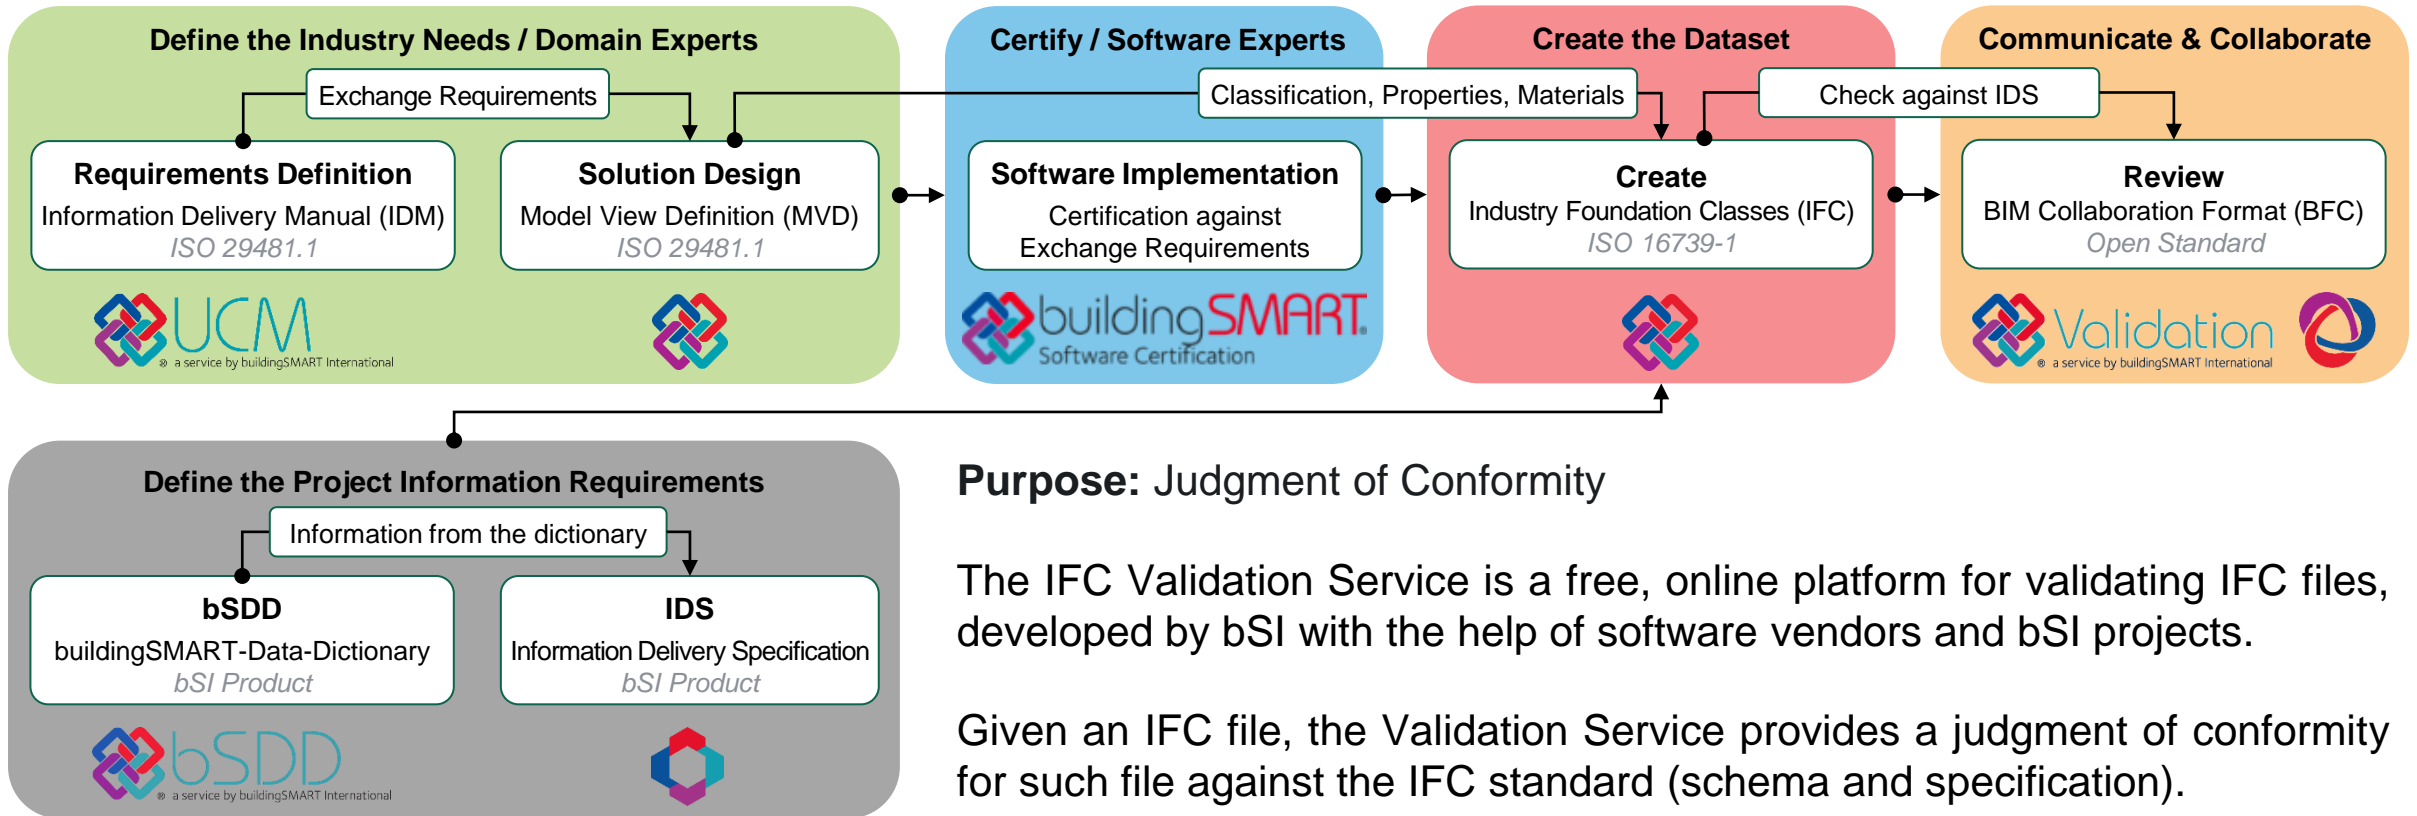 Define the Industry Needs / Domain Experts
Exchange Requirements
Requirements Definition
Information Delivery Manual (IDM)
ISO 29481.1
Solution Design
Model View Definition (MVD)
ISO 29481.1
UCM
® a service by buildingSMART International
Certify / Software Experts
Classification, Properties, Materials
Software Implementation
Certification against
Exchange Requirements
buildingSMART®
Software Certification
Create the Dataset
Create
Industry Foundation Classes (IFC)
ISO 16739-1
Communicate & Collaborate
Check against IDS
Review
BIM Collaboration Format (BFC)
Open Standard
Validation
® a service by buildingSMART International
Define the Project Information Requirements
Information from the dictionary
bSDD
buildingSMART-Data-Dictionary
bSI Product
IDS
Information Delivery Specification
bSI Product
bSDD
® a service by buildingSMART International
Purpose: Judgment of Conformity
The IFC Validation Service is a free, online platform for validating IFC files,
developed by bSI with the help of software vendors and bSI projects.
Given an IFC file, the Validation Service provides a judgment of conformity
for such file against the IFC standard (schema and specification).